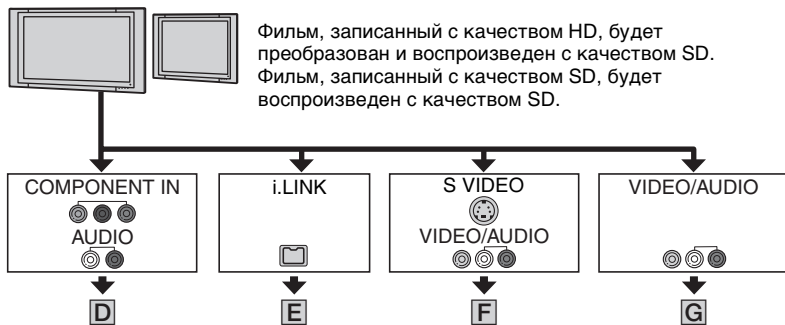 Фильм, записанный с качеством HD, будет
преобразован и воспроизведен с качеством SD.
Фильм, записанный с качеством SD, будет
воспроизведен с качеством SD.
COMPONENT IN
AUDIO
i.LINK
S VIDEO
VIDEO/AUDIO
VIDEO/AUDIO
D
E
F
G